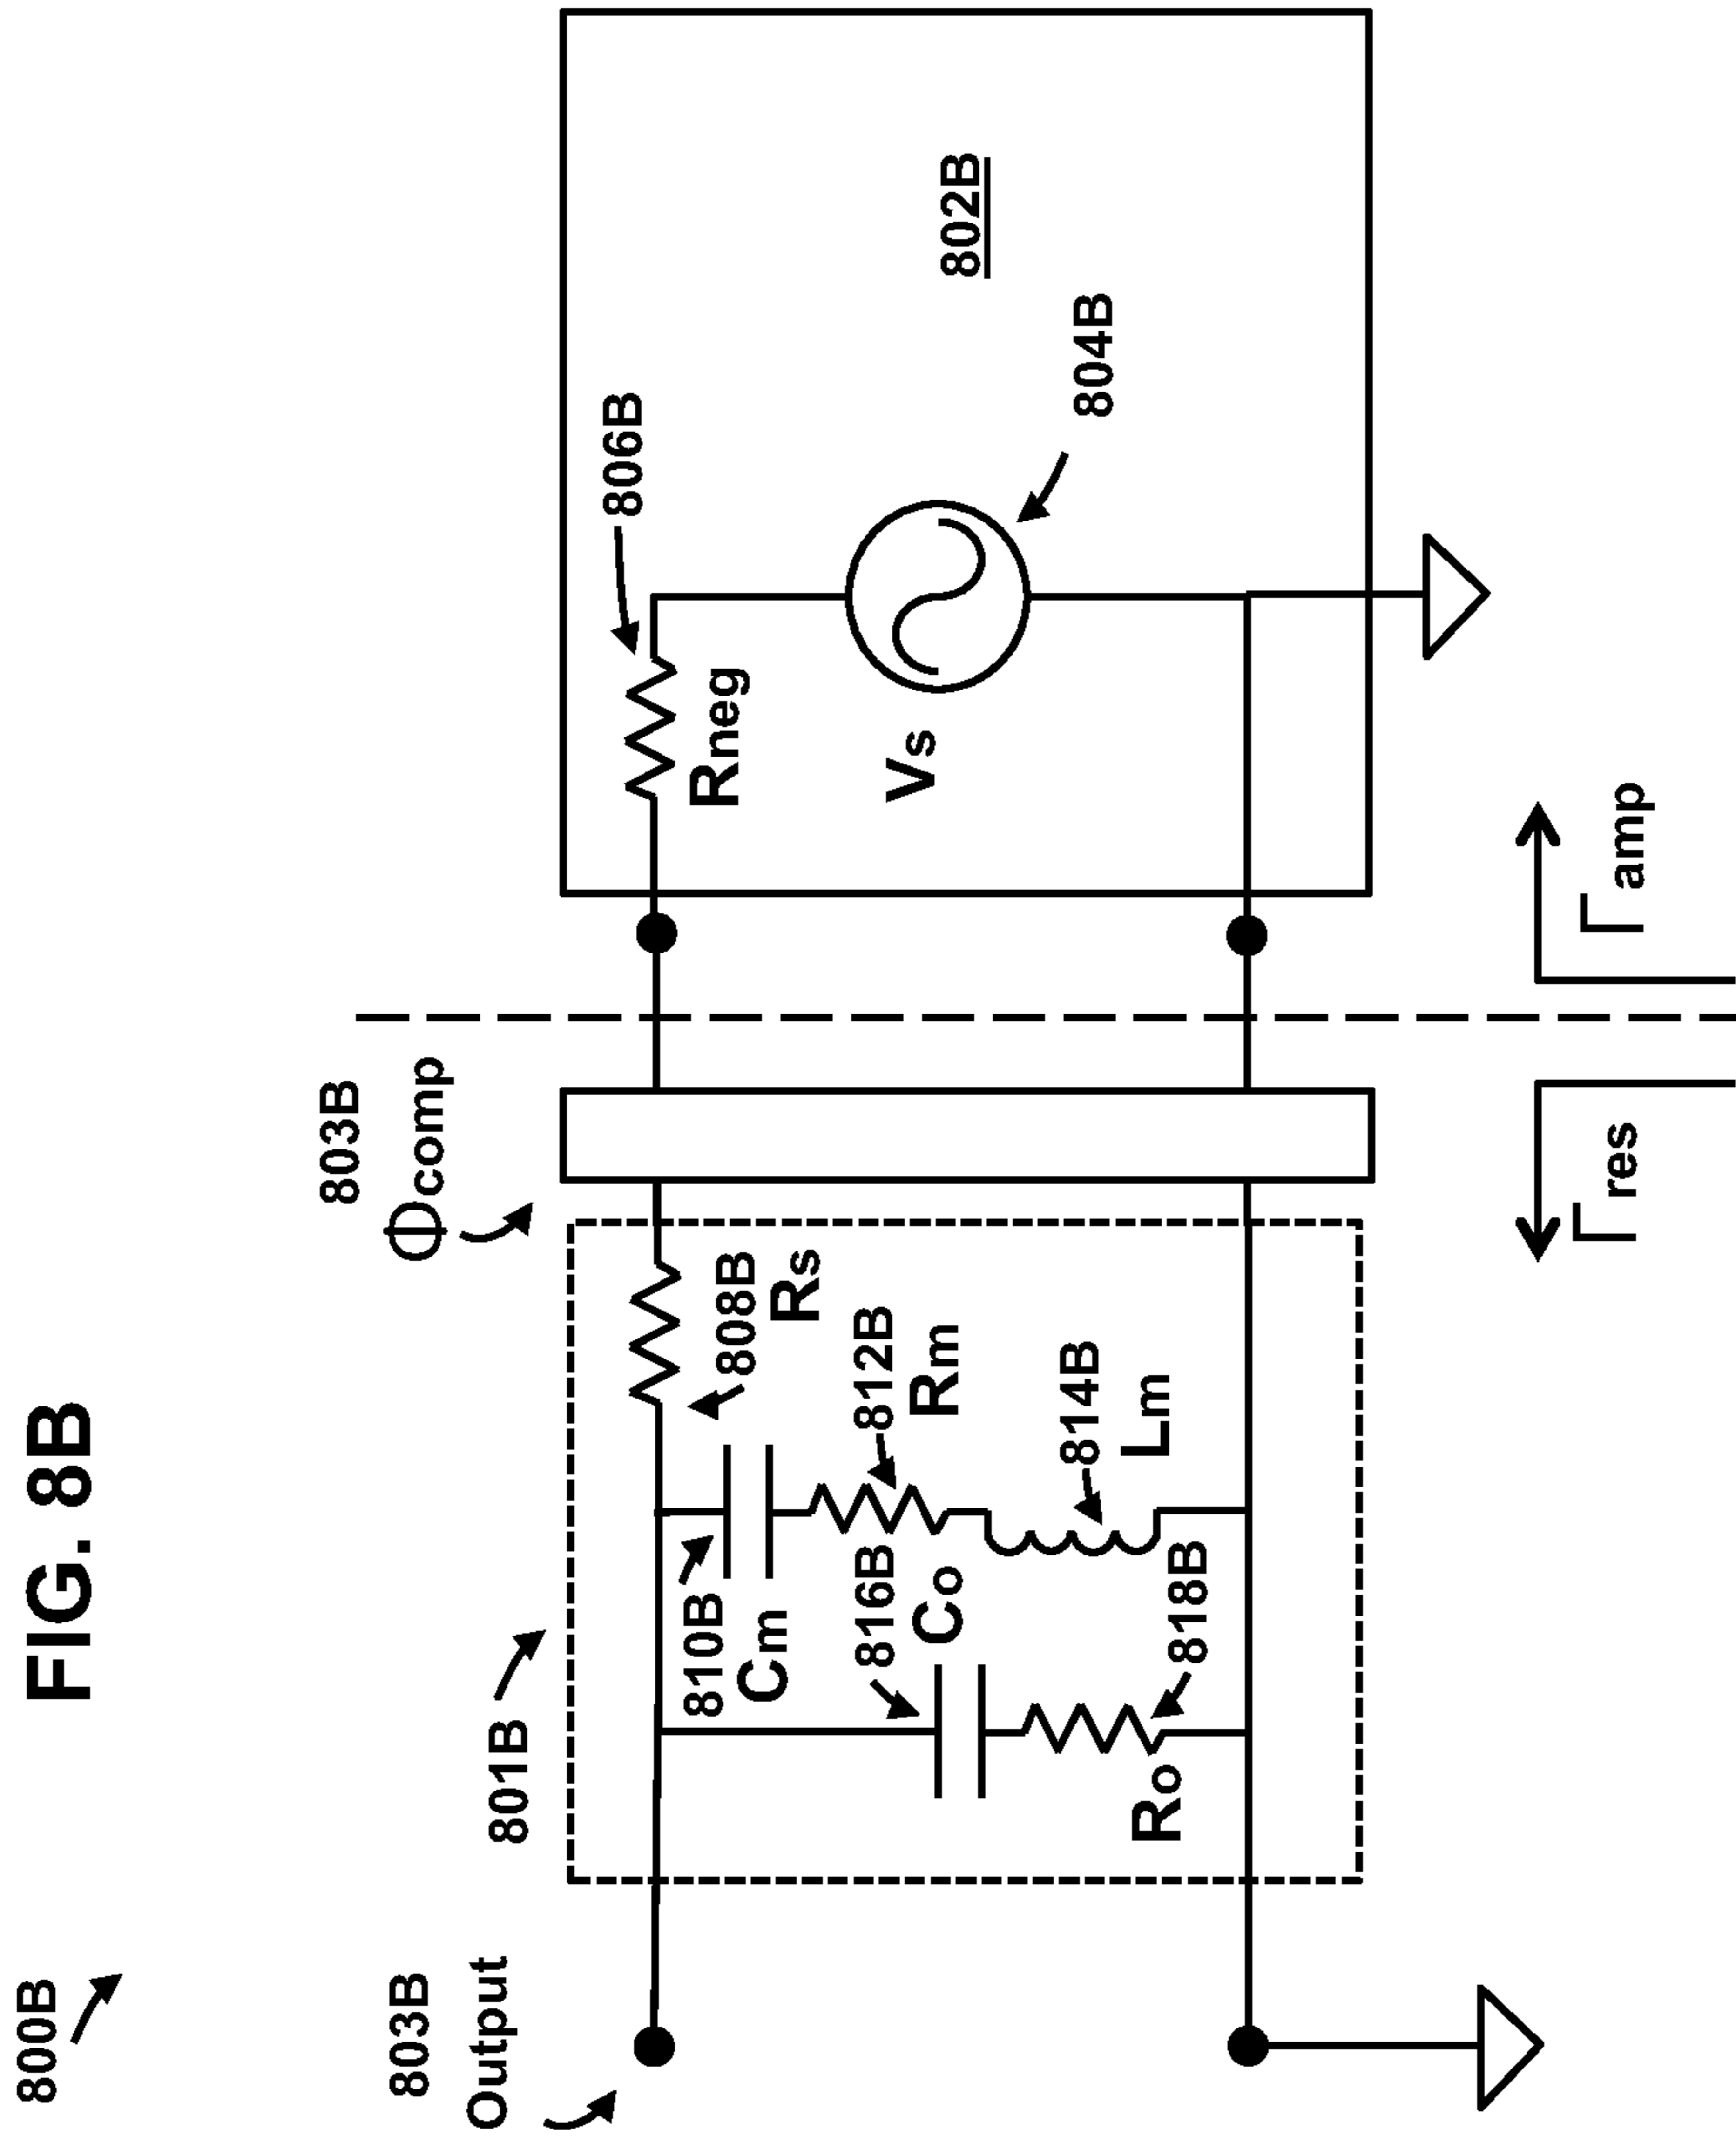 800B
FIG. 8B
803B
Output
801B
803B
Φcomp
810B
Cm
816B
Co
Ro
818B
808B
Rs
812B
Rm
814B
Lm
806B
Rneg
Vs
804B
802B
Γres
Γamp